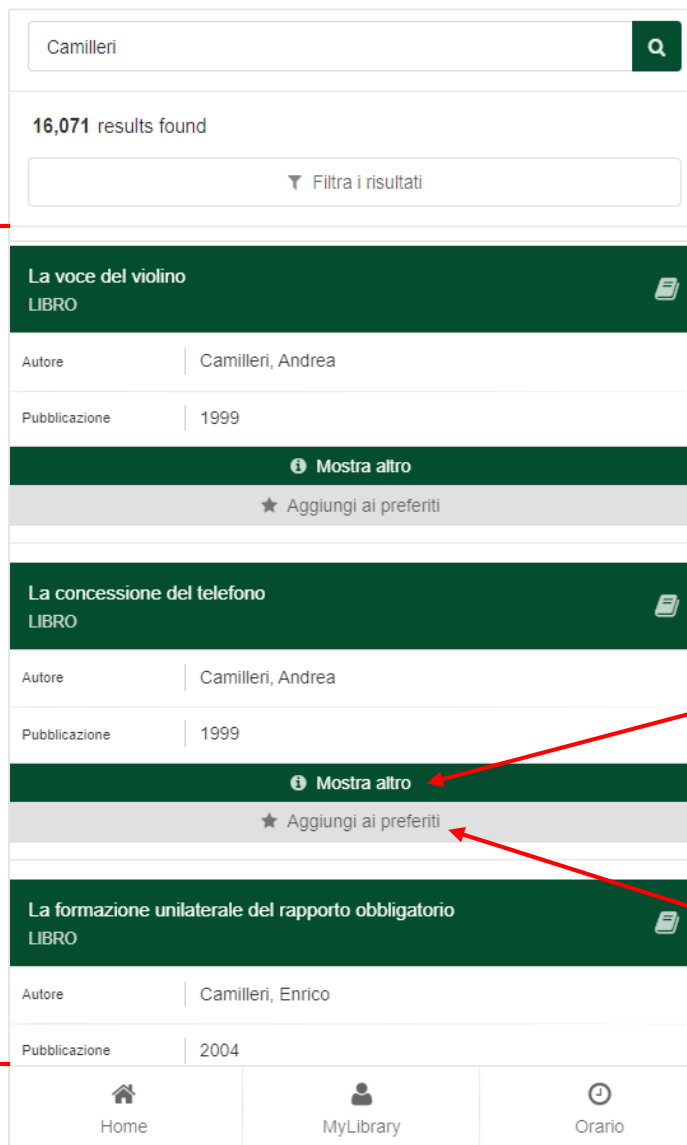 Camilleri
16,071 results found
Filtra i risultati
La voce del violino
LIBRO
Autore Camilleri, Andrea
Pubblicazione 1999
Mostra altro
Aggiungi ai preferiti
La concessione del telefono
LIBRO
Autore Camilleri, Andrea
Pubblicazione 1999
Mostra altro
Aggiungi ai preferiti
La formazione unilaterale del rapporto obbligatorio
LIBRO
Autore Camilleri, Enrico
Pubblicazione 2004
Home MyLibrary Orario